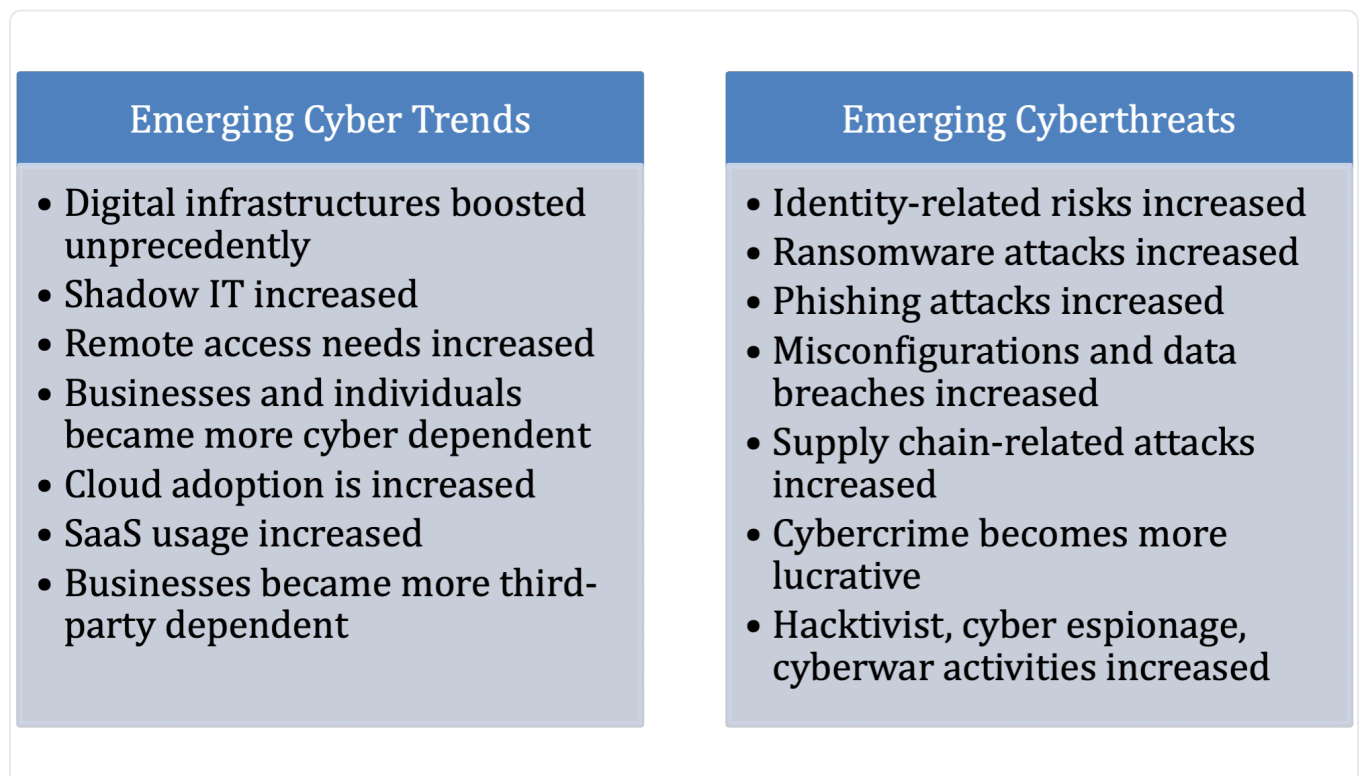 Emerging Cyber Trends
• Digital infrastructures boosted
unprecedently
• Shadow IT increased
• Remote access needs increased
• Businesses and individuals
became more cyber dependent
• Cloud adoption is increased
• SaaS usage increased
• Businesses became more third-
party dependent
Emerging Cyberthreats
• Identity-related risks increased
• Ransomware attacks increased
• Phishing attacks increased
• Misconfigurations and data
breaches increased
• Supply chain-related attacks
increased
• Cybercrime becomes more
lucrative
• Hacktivist, cyber espionage,
cyberwar activities increased